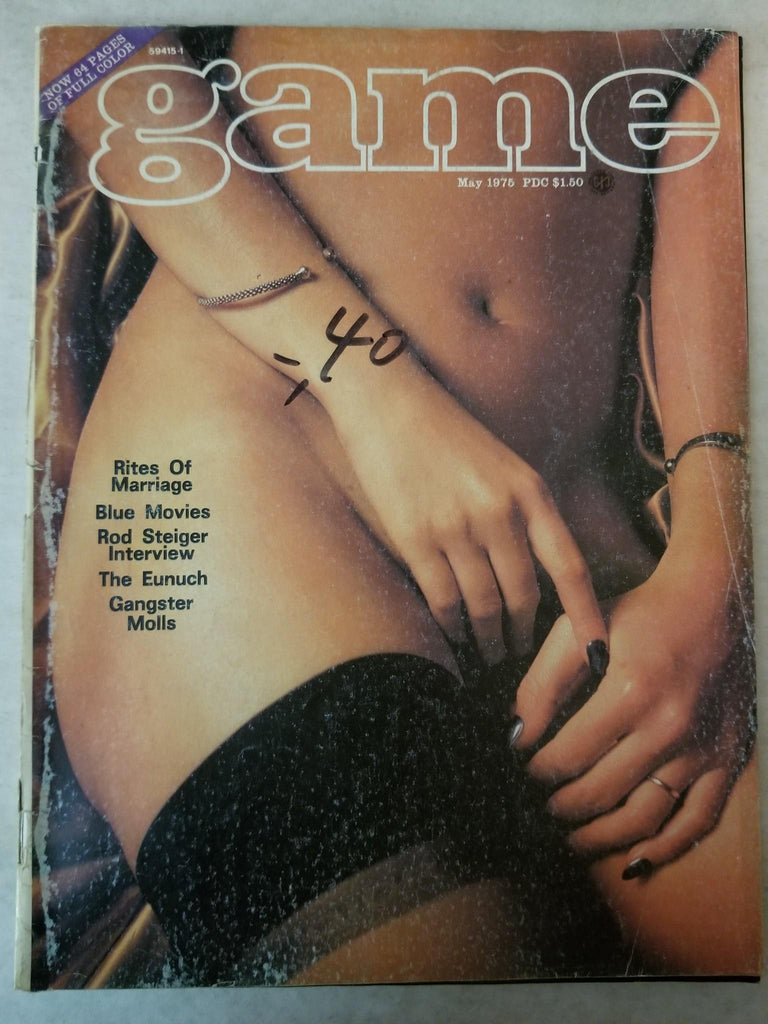 NOW 64 PAGES
OF FULL COLOR
59415-1
game
May 1975 PDC $1.50
-,40
Rites Of
Marriage
Blue Movies
Rod Steiger
Interview
The Eunuch
Gangster
Molls